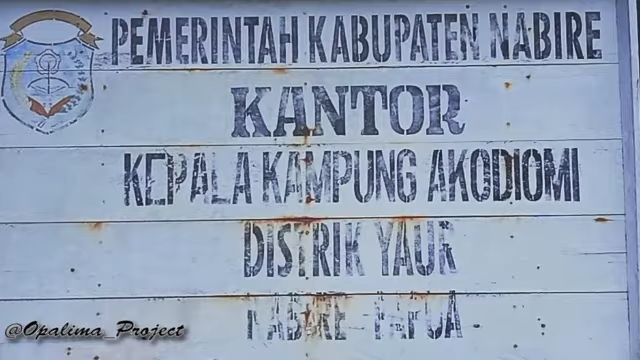 PEMERINTAH KABUPATEN NABIRE
KANTOR
KEPALA KAMPUNG AKODIOMI
DISTRIK YAUR
NABIRE - PAPUA
@Opalima_Project